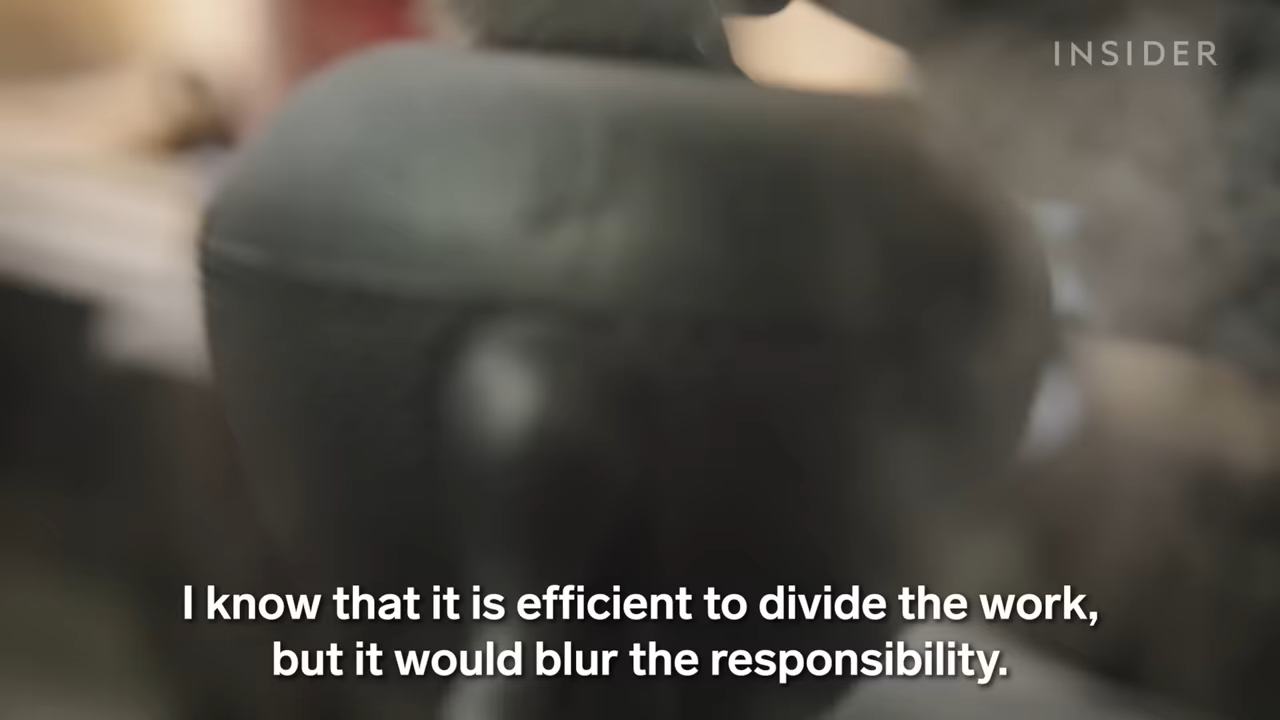 INSIDER
I know that it is efficient to divide the work,
but it would blur the responsibility.